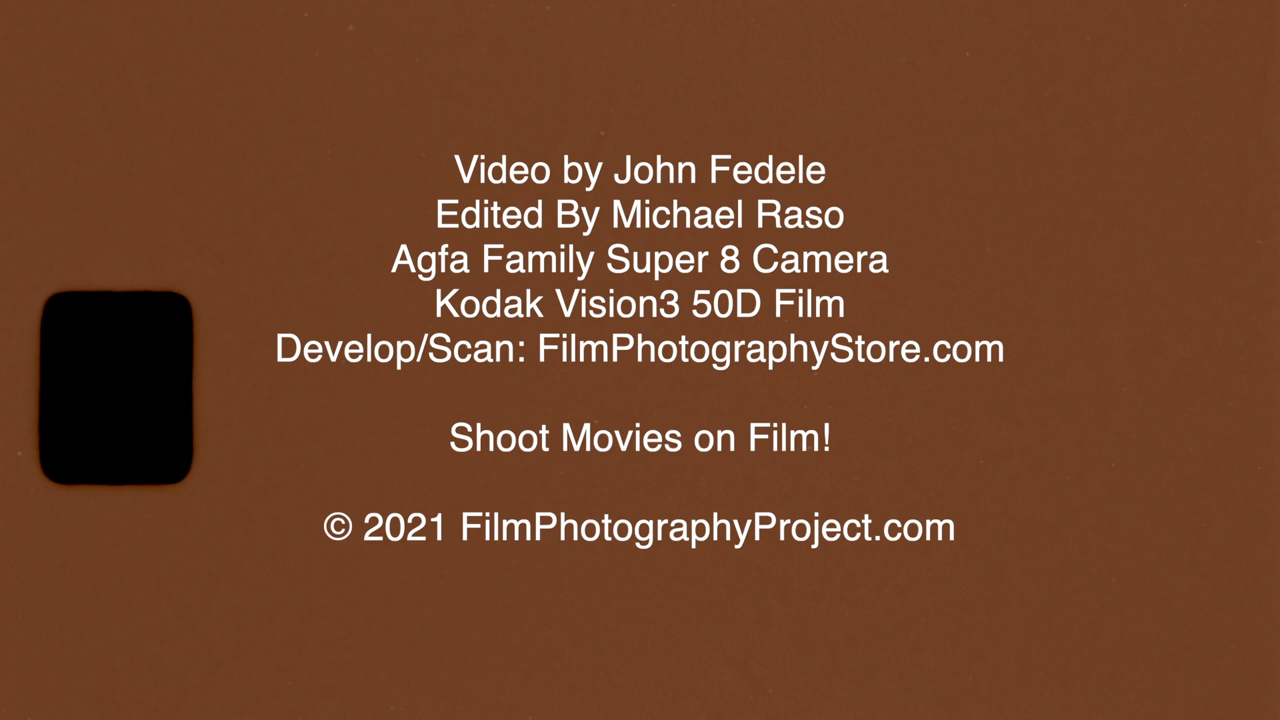 Video by John Fedele
Edited By Michael Raso
Agfa Family Super 8 Camera
Kodak Vision3 50D Film
Develop/Scan: FilmPhotographyStore.com
Shoot Movies on Film!
© 2021 FilmPhotographyProject.com